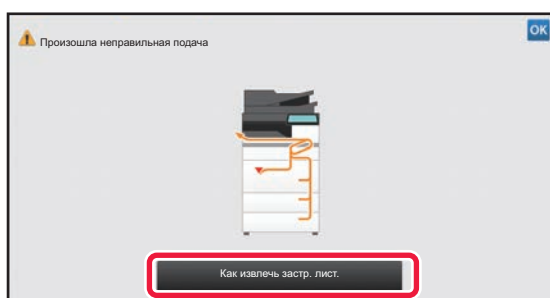 Произошла неправильная подача
OK
Как извлечь застр. лист.